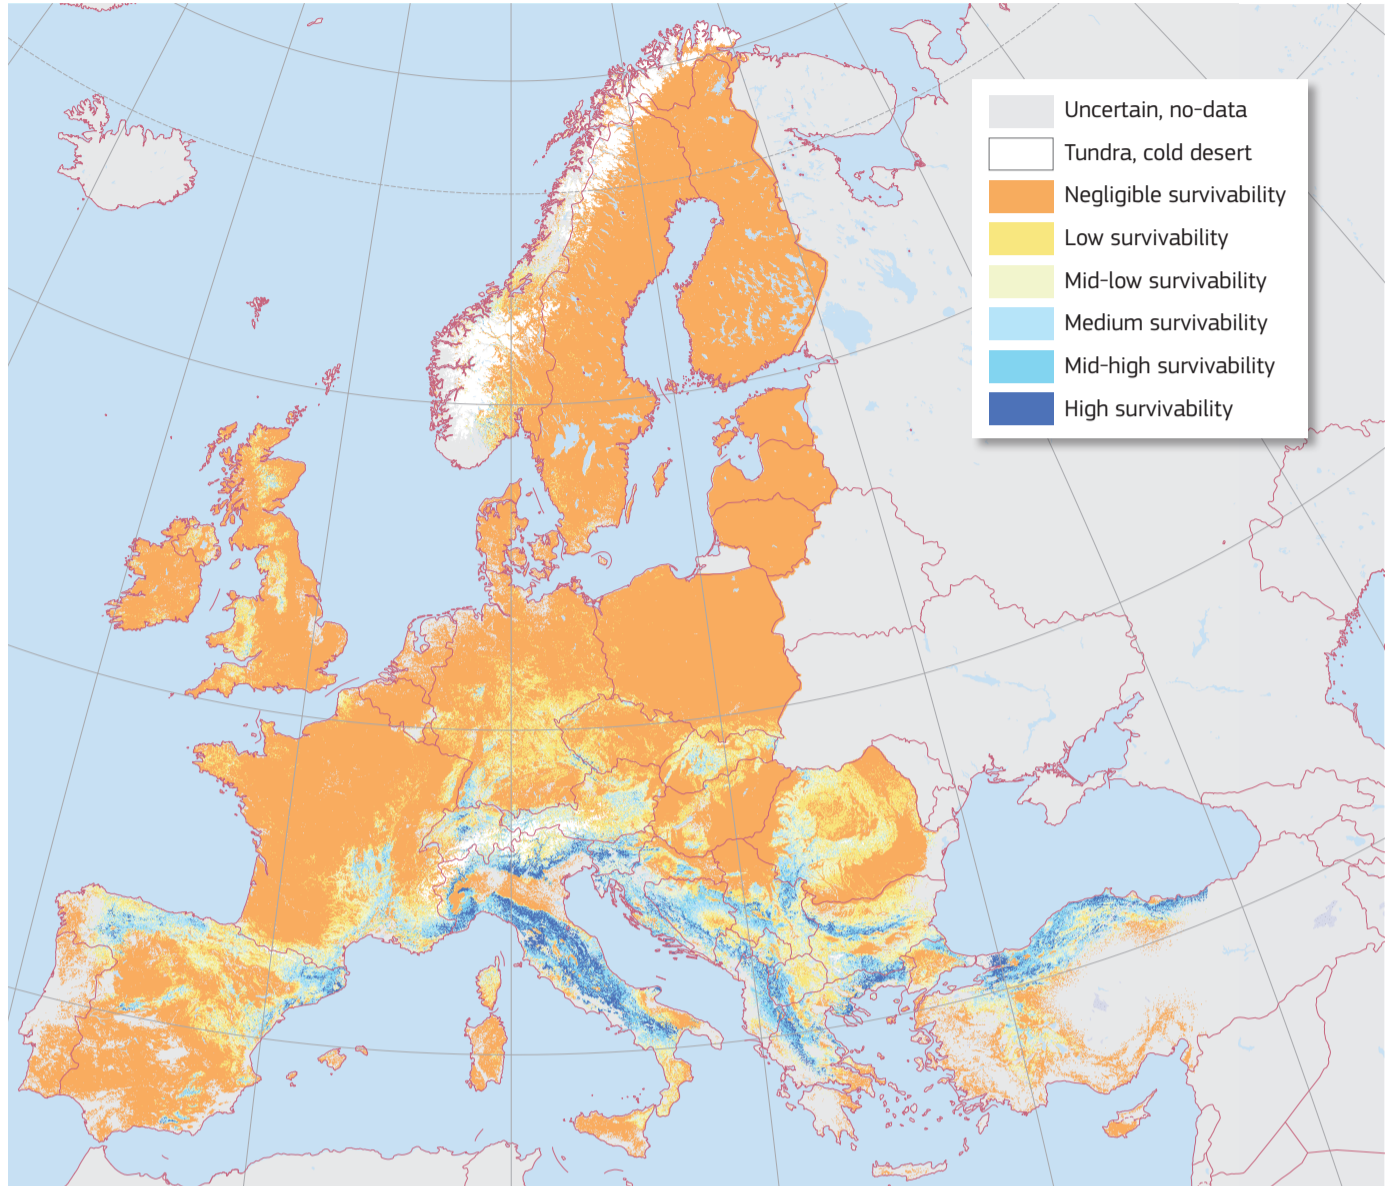 Uncertain, no-data
Tundra, cold desert
Negligible survivability
Low survivability
Mid-low survivability
Medium survivability
Mid-high survivability
High survivability